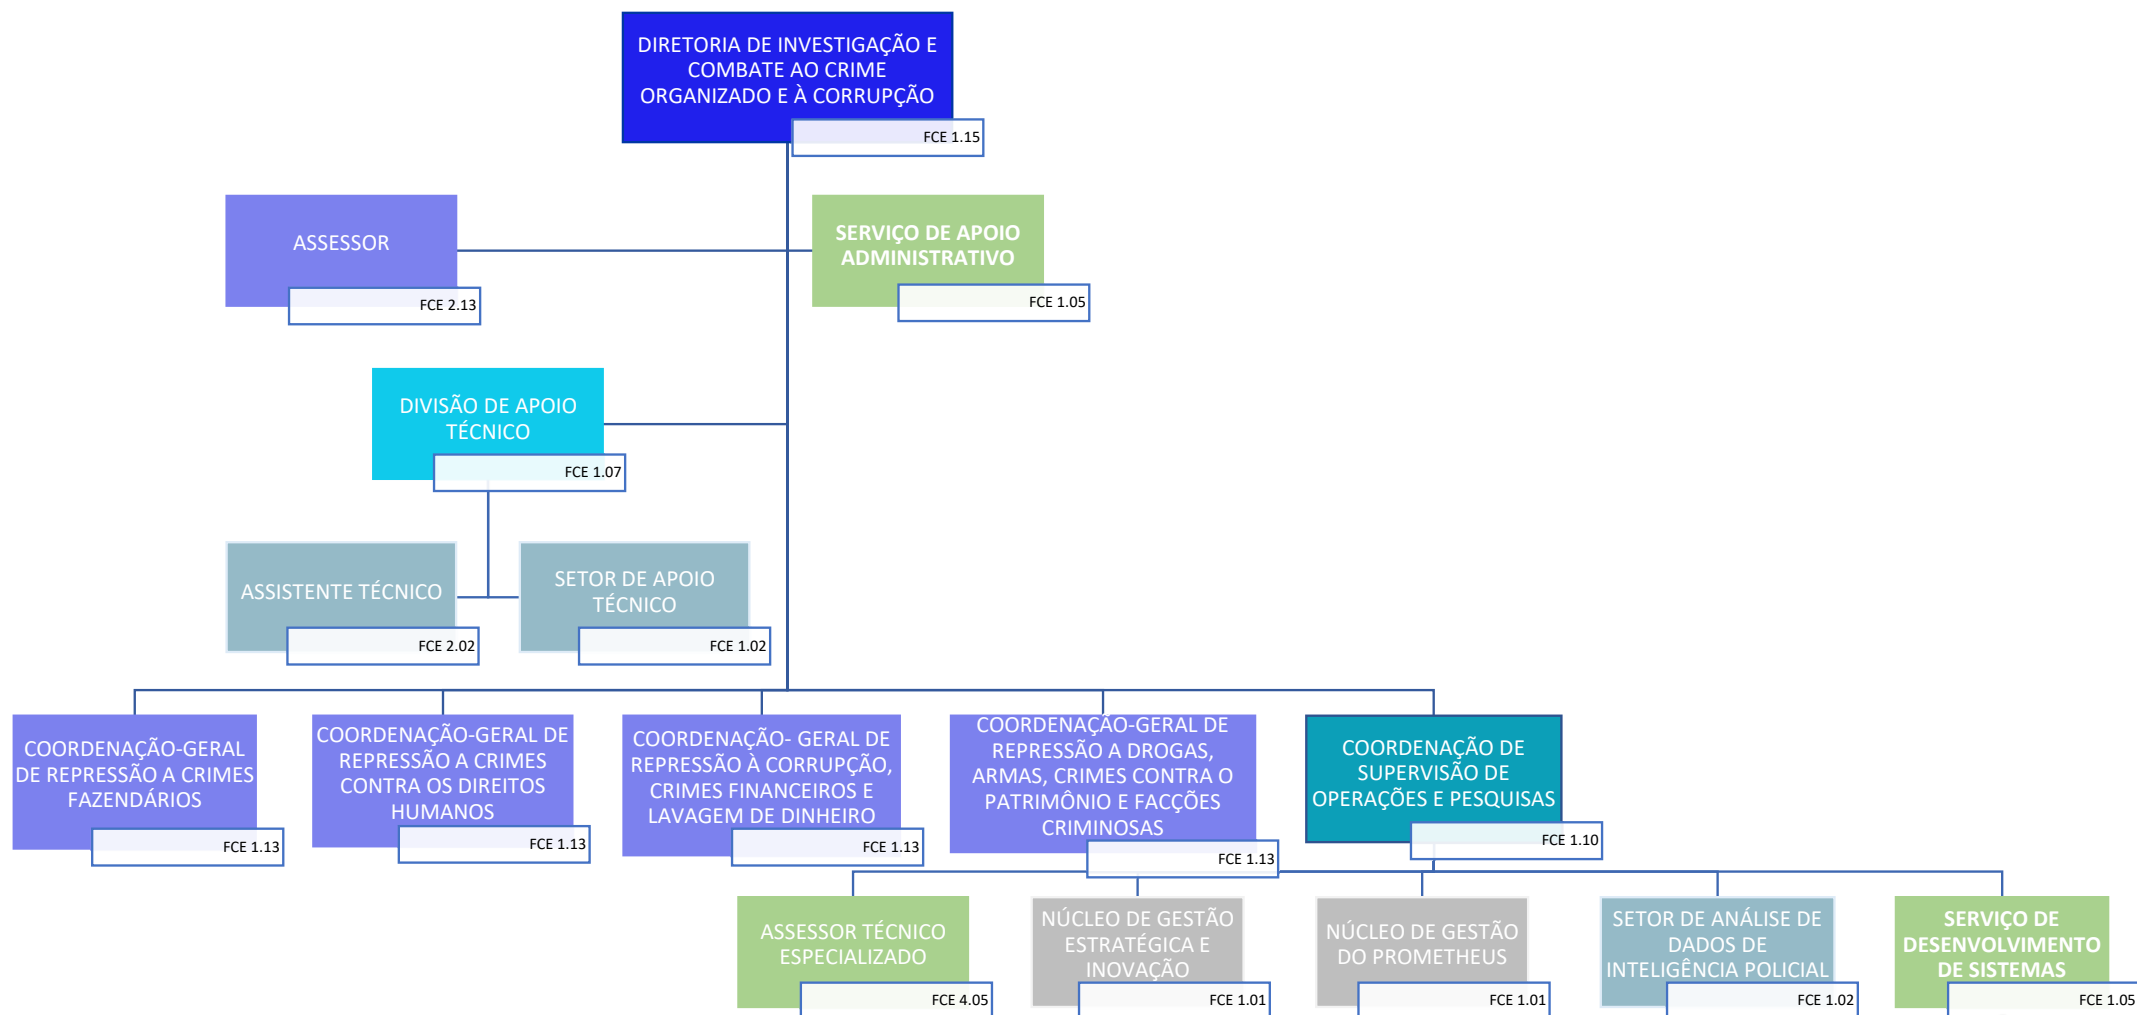 DIRETORIA DE INVESTIGAÇÃO E
COMBATE AO CRIME
ORGANIZADO E À CORRUPÇÃO
FCE 1.15
ASSESSOR
FCE 2.13
SERVIÇO DE APOIO
ADMINISTRATIVO
FCE 1.05
DIVISÃO DE APOIO
TÉCNICO
FCE 1.07
ASSISTENTE TÉCNICO
FCE 2.02
SETOR DE APOIO
TÉCNICO
FCE 1.02
COORDENAÇÃO-GERAL
DE REPRESSÃO A CRIMES
FAZENDÁRIOS
FCE 1.13
COORDENAÇÃO-GERAL DE
REPRESSÃO A CRIMES
CONTRA OS DIREITOS
HUMANOS
FCE 1.13
COORDENAÇÃO- GERAL DE
REPRESSÃO À CORRUPÇÃO,
CRIMES FINANCEIROS E
LAVAGEM DE DINHEIRO
FCE 1.13
COORDENAÇÃO-GERAL DE
REPRESSÃO A DROGAS,
ARMAS, CRIMES CONTRA O
PATRIMÔNIO E FACÇÕES
CRIMINOSAS
FCE 1.13
COORDENAÇÃO DE
SUPERVISÃO DE
OPERAÇÕES E PESQUISAS
FCE 1.10
ASSESSOR TÉCNICO
ESPECIALIZADO
FCE 4.05
NÚCLEO DE GESTÃO
ESTRATÉGICA E
INOVAÇÃO
FCE 1.01
NÚCLEO DE GESTÃO
DO PROMETHEUS
FCE 1.01
SETOR DE ANÁLISE DE
DADOS DE
INTELIGÊNCIA POLICIAL
FCE 1.02
SERVIÇO DE
DESENVOLVIMENTO
DE SISTEMAS
FCE 1.05